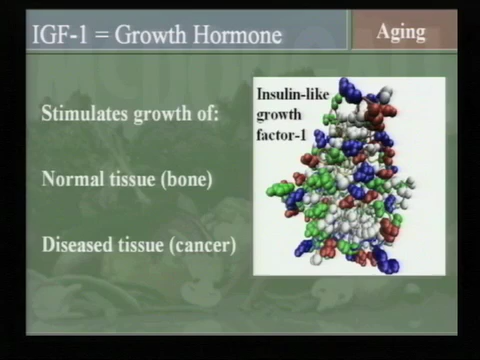 IGF-1 = Growth Hormone
Aging
Stimulates growth of:
Insulin-like
growth
factor-1
Normal tissue (bone)
Diseased tissue (cancer)